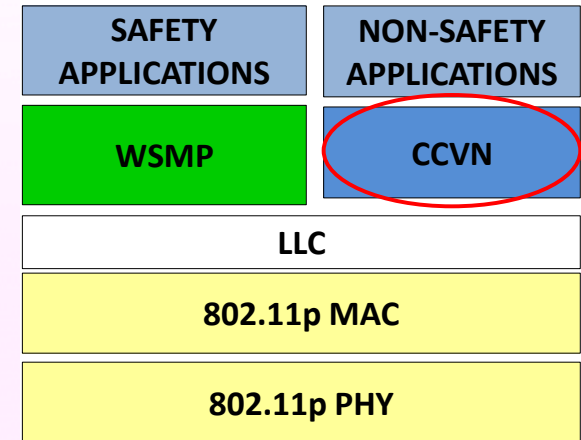 SAFETY
APPLICATIONS
NON-SAFETY
APPLICATIONS
WSMP
CCVN
LLC
802.11p MAC
802.11p PHY